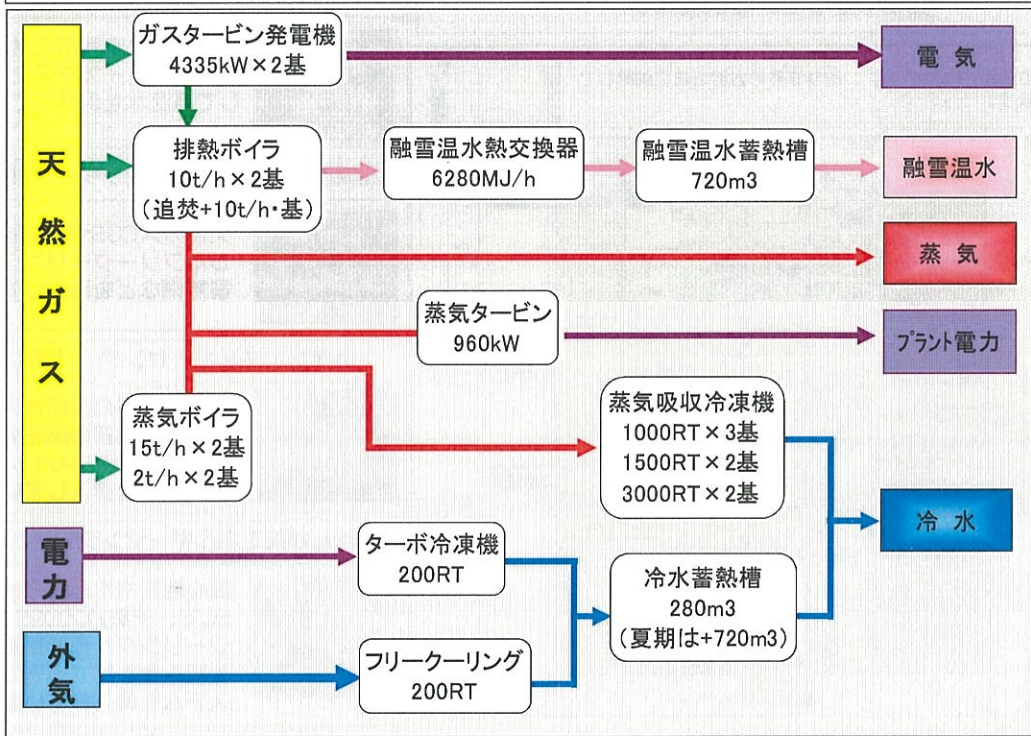 天然ガス
ガスタービン発電機
4335kW×2基
電気
排熱ボイラ
10t/h×2基
(追焚+10t/h・基)
融雪温水熱交換器
6280MJ/h
融雪温水蓄熱槽
720m3
融雪温水
蒸気
蒸気タービン
960kW
プラント電力
蒸気ボイラ
15t/h×2基
2t/h×2基
蒸気吸収冷凍機
1000RT×3基
1500RT×2基
3000RT×2基
冷水
電力
ターボ冷凍機
200RT
冷水蓄熱槽
280m3
(夏期は+720m3)
外気
フリークーリング
200RT